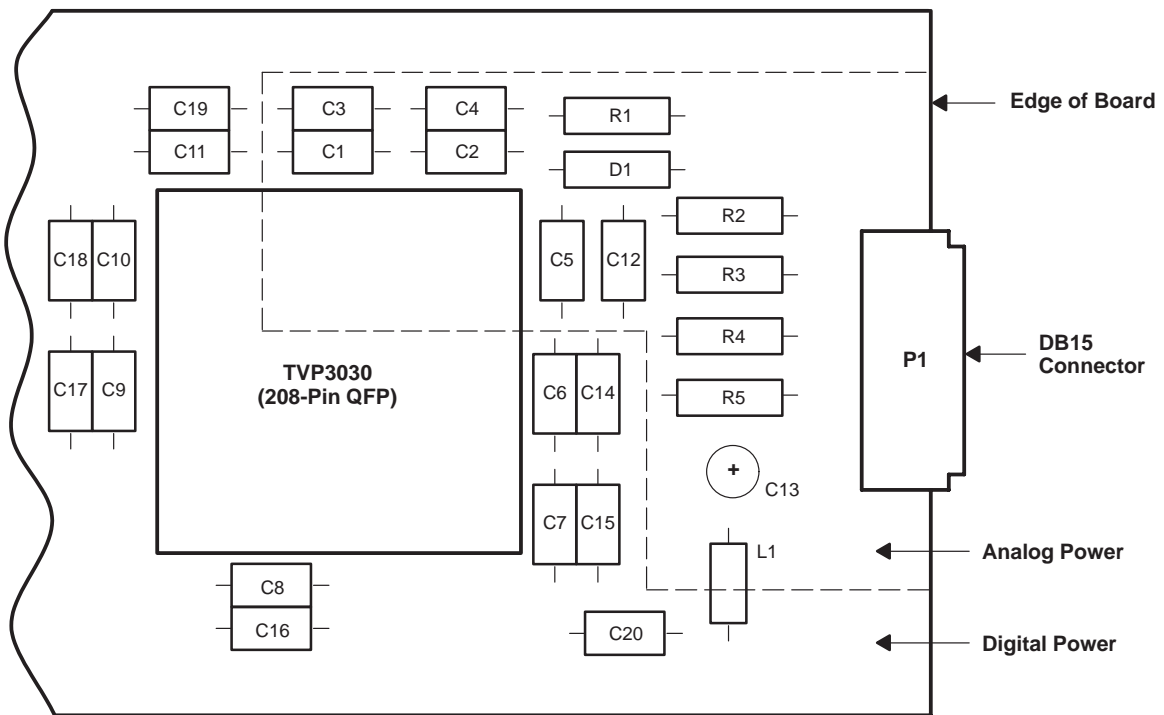 Edge of Board
C19
C3
C4
R1
C11
C1
C2
D1
R2
C18
C10
C5
C12
R3
R4
DB15
Connector
P1
TVP3030
(208-Pin QFP)
C17
C9
C6
C14
R5
+
C13
C7
C15
L1
Analog Power
C8
C16
C20
Digital Power